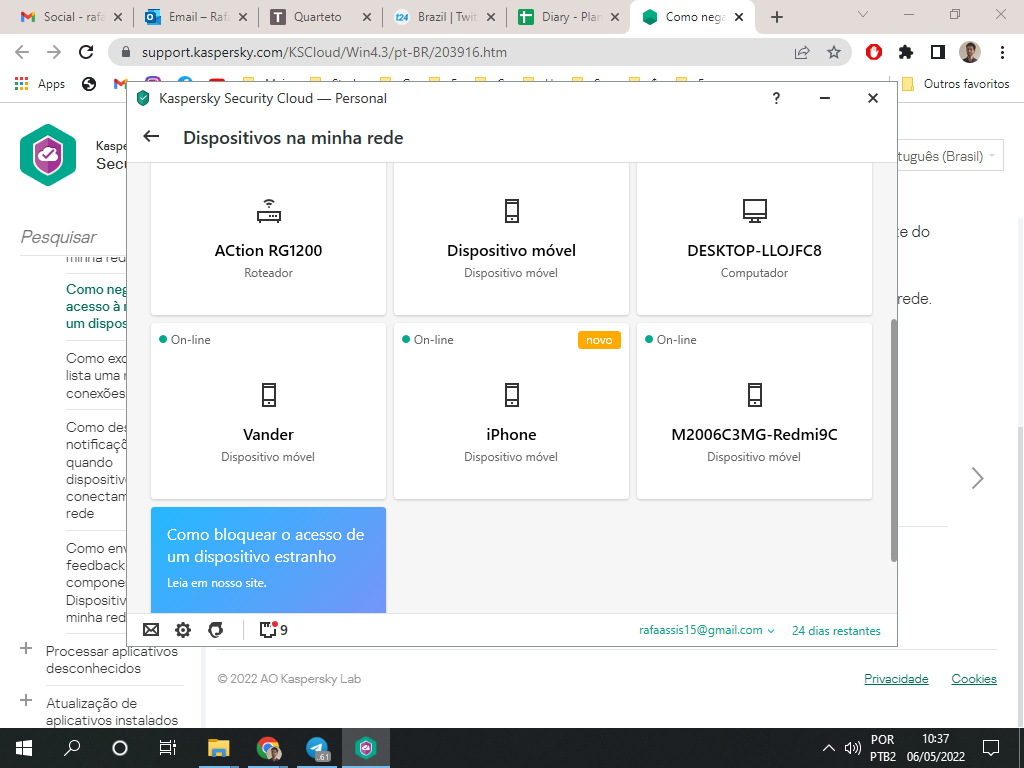 Social - rafa
Email – Rafa
Quarteto
Brazil | Twit
Diary - Plan
Como nega
support.kaspersky.com/KSCloud/Win4.3/pt-BR/203916.htm
Apps
Outros favoritos
Kaspersky Security Cloud — Personal
?
Dispositivos na minha rede
Pesquisar
tuguês (Brasil)
te do
rede.
minha red
Como neg
acesso à r
um dispos
Como exc
lista uma r
conexões
Como des
notificaçõ
quando
dispositiv
conectam
rede
Como env
feedback
compone
Dispositiv
minha red
Processar aplicativos
desconhecidos
Atualização de
aplicativos instalados
ACtion RG1200
Roteador
Dispositivo móvel
Dispositivo móvel
DESKTOP-LLOJFC8
Computador
On-line
Vander
Dispositivo móvel
On-line
novo
iPhone
Dispositivo móvel
On-line
M2006C3MG-Redmi9C
Dispositivo móvel
Como bloquear o acesso de
um dispositivo estranho
Leia em nosso site.
9
rafaassis15@gmail.com
24 dias restantes
© 2022 AO Kaspersky Lab
Privacidade
Cookies
61
POR
PTB2
10:37
06/05/2022